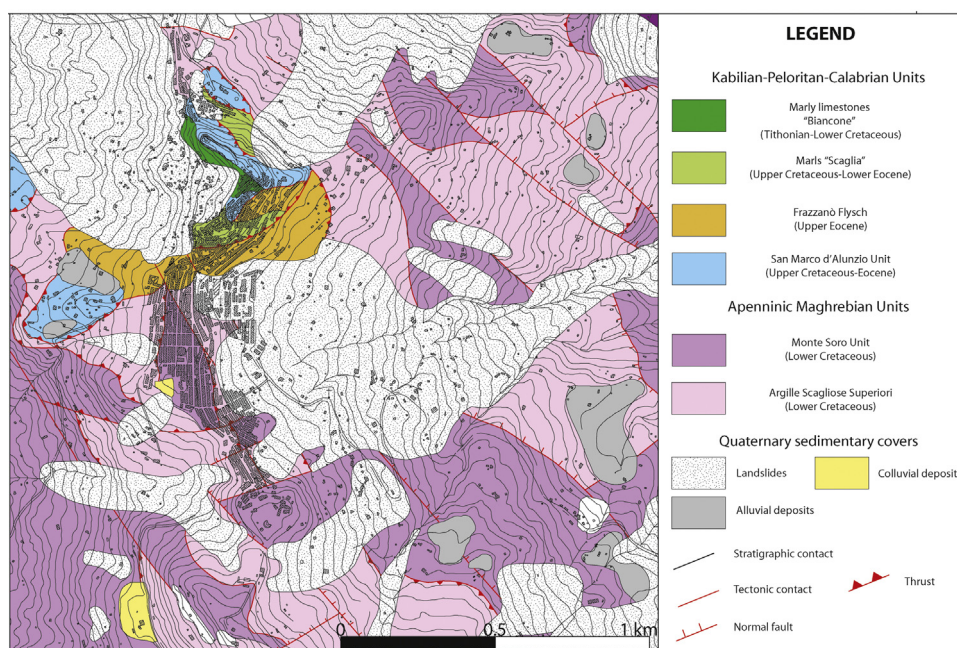 LEGEND
Kabilian-Peloritan-Calabrian Units
Marly limestones
"Biancone"
(Tithonian-Lower Cretaceous)
Marls "Scaglia"
(Upper Cretaceous-Lower Eocene)
Frazzanò Flysch
(Upper Eocene)
San Marco d'Alunzio Unit
(Upper Cretaceous-Eocene)
Apenninic Maghrebian Units
Monte Soro Unit
(Lower Cretaceous)
Argille Scagliose Superiori
(Lower Cretaceous)
Quaternary sedimentary covers
Landslides
Colluvial deposit
Alluvial deposits
Stratigraphic contact
Tectonic contact
Thrust
Normal fault
0 0.5 1 km